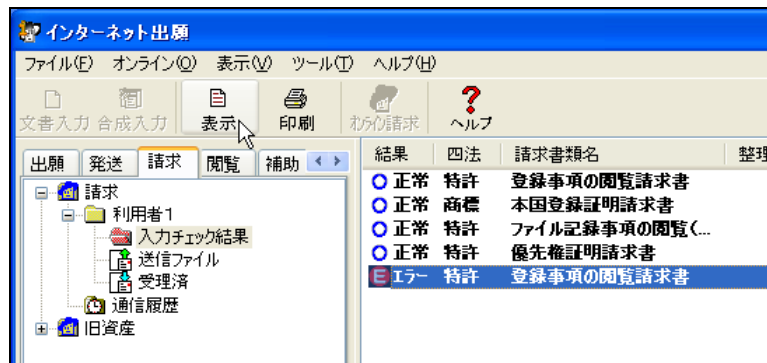 インターネット出願
ファイル(F) オンライン(O) 表示(V) ツール(T) ヘルプ(H)
文書入力 合成入力 表示 印刷 オンライン請求 ヘルプ
出願 発送 請求 閲覧 補助
請求
利用者1
入力チェック結果
送信ファイル
受理済
通信履歴
旧資産
結果 四法 請求書類名 整理
正常 特許 登録事項の閲覧請求書
正常 商標 本国登録証明請求書
正常 特許 ファイル記録事項の閲覧(...
正常 特許 優先権証明請求書
E エラー 特許 登録事項の閲覧請求書